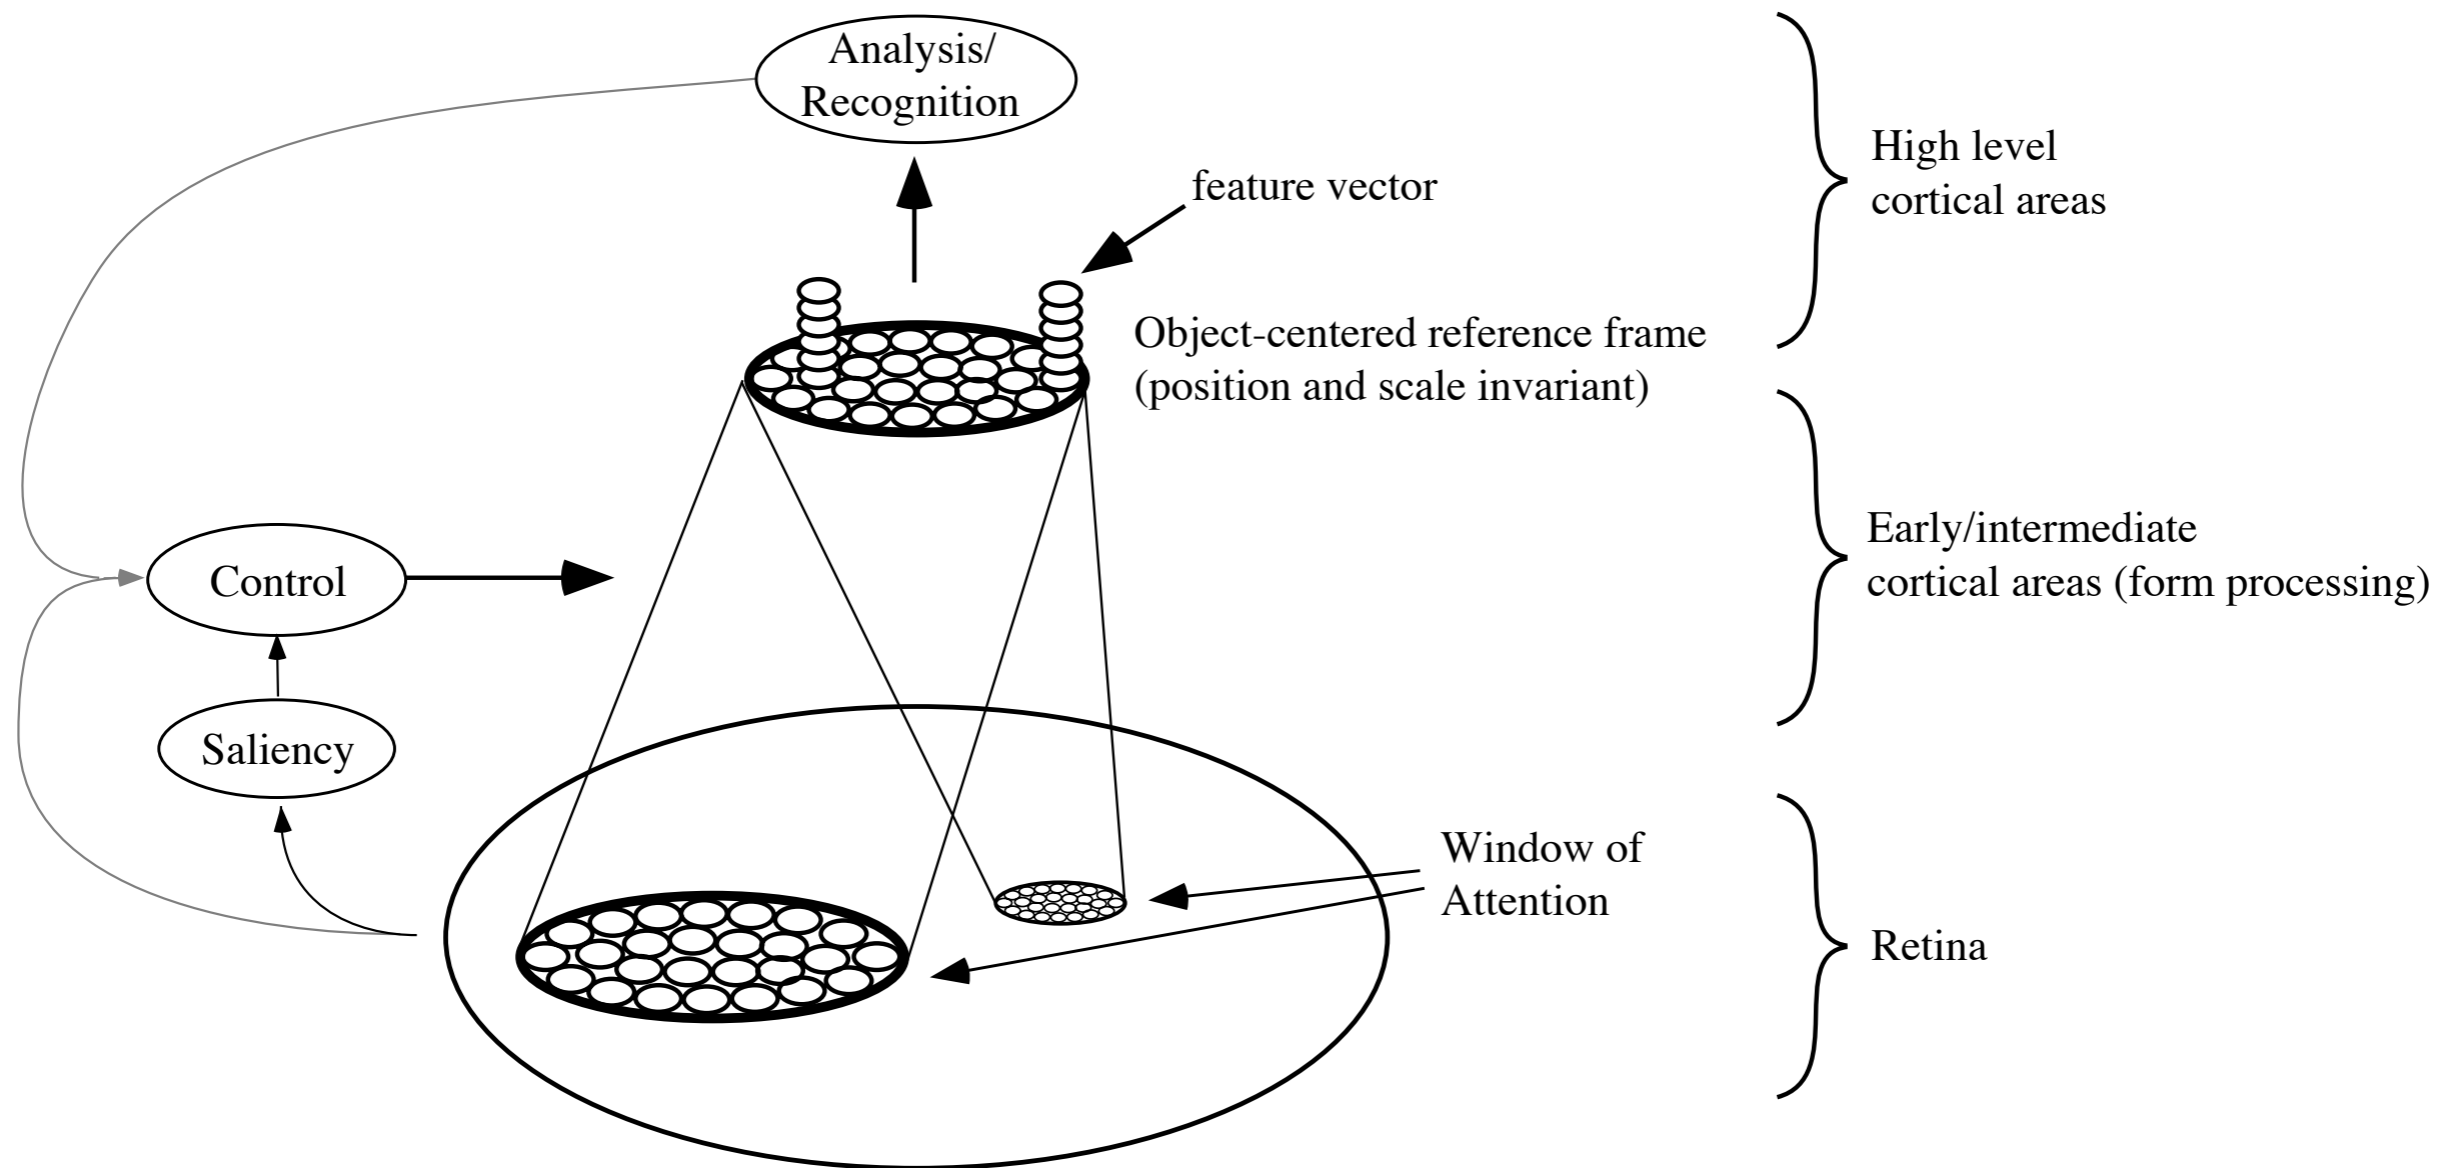 Analysis/
Recognition
feature vector
High level
cortical areas
Object-centered reference frame
(position and scale invariant)
Early/intermediate
cortical areas (form processing)
Control
Saliency
Window of
Attention
Retina